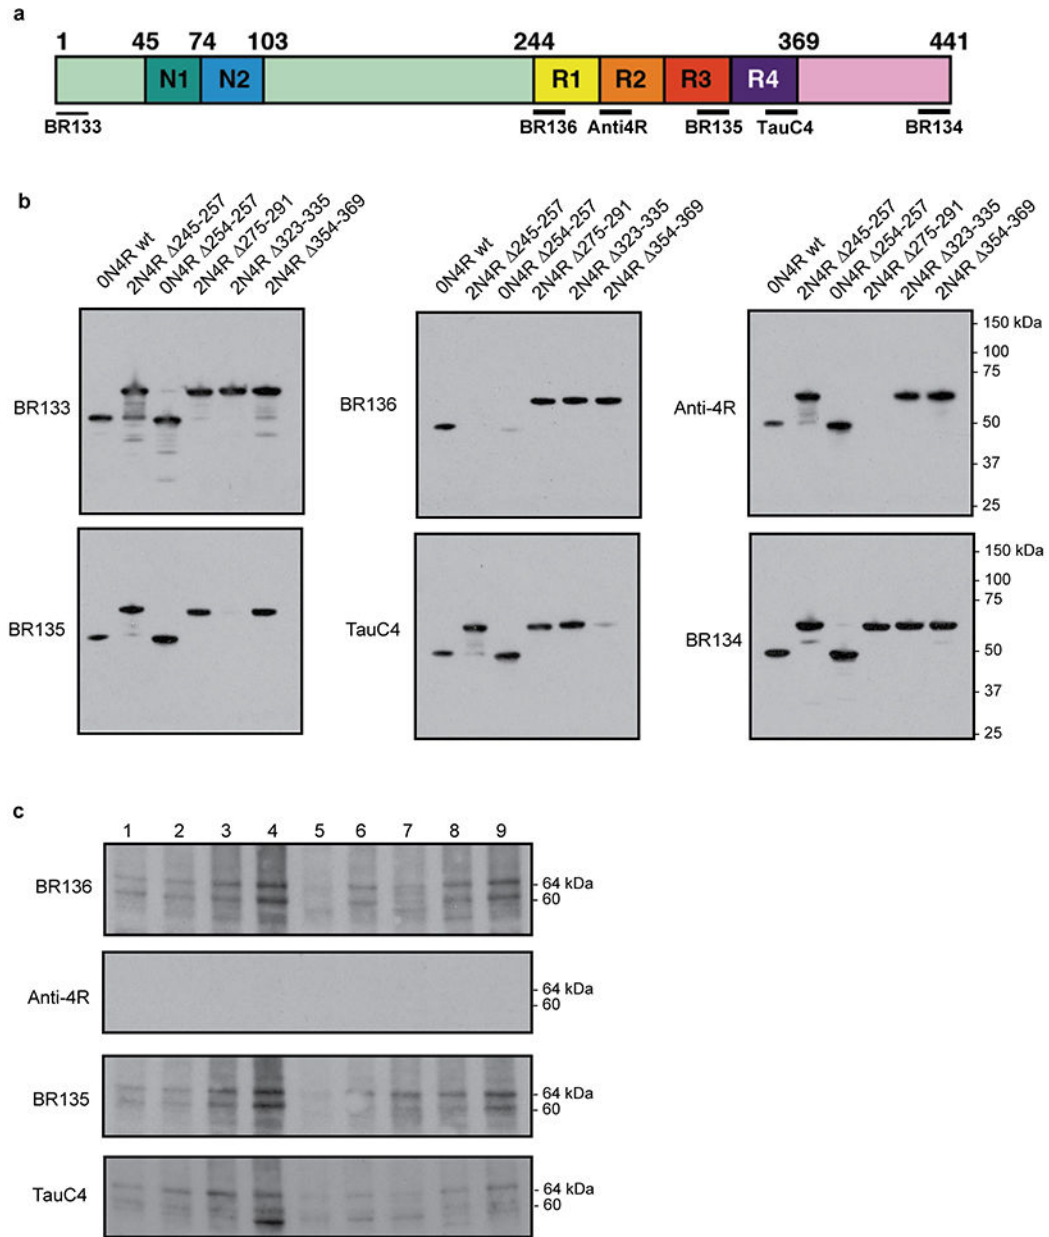 a
1 45 74 103 244 369 441
N1 N2 R1 R2 R3 R4
BR133 BR136 Anti4R BR135 TauC4 BR134
b
0N4R wt
2N4R Δ245-257
0N4R Δ254-257
2N4R Δ275-291
2N4R Δ323-335
2N4R Δ354-369
0N4R wt
2N4R Δ245-257
0N4R Δ254-257
2N4R Δ275-291
2N4R Δ323-335
2N4R Δ354-369
0N4R wt
2N4R Δ245-257
0N4R Δ254-257
2N4R Δ275-291
2N4R Δ323-335
2N4R Δ354-369
BR133
BR136
Anti-4R
150 kDa
100
75
50
37
25
BR135
TauC4
BR134
150 kDa
100
75
50
37
25
c
1 2 3 4 5 6 7 8 9
BR136
64 kDa
60
Anti-4R
64 kDa
60
BR135
64 kDa
60
TauC4
64 kDa
60